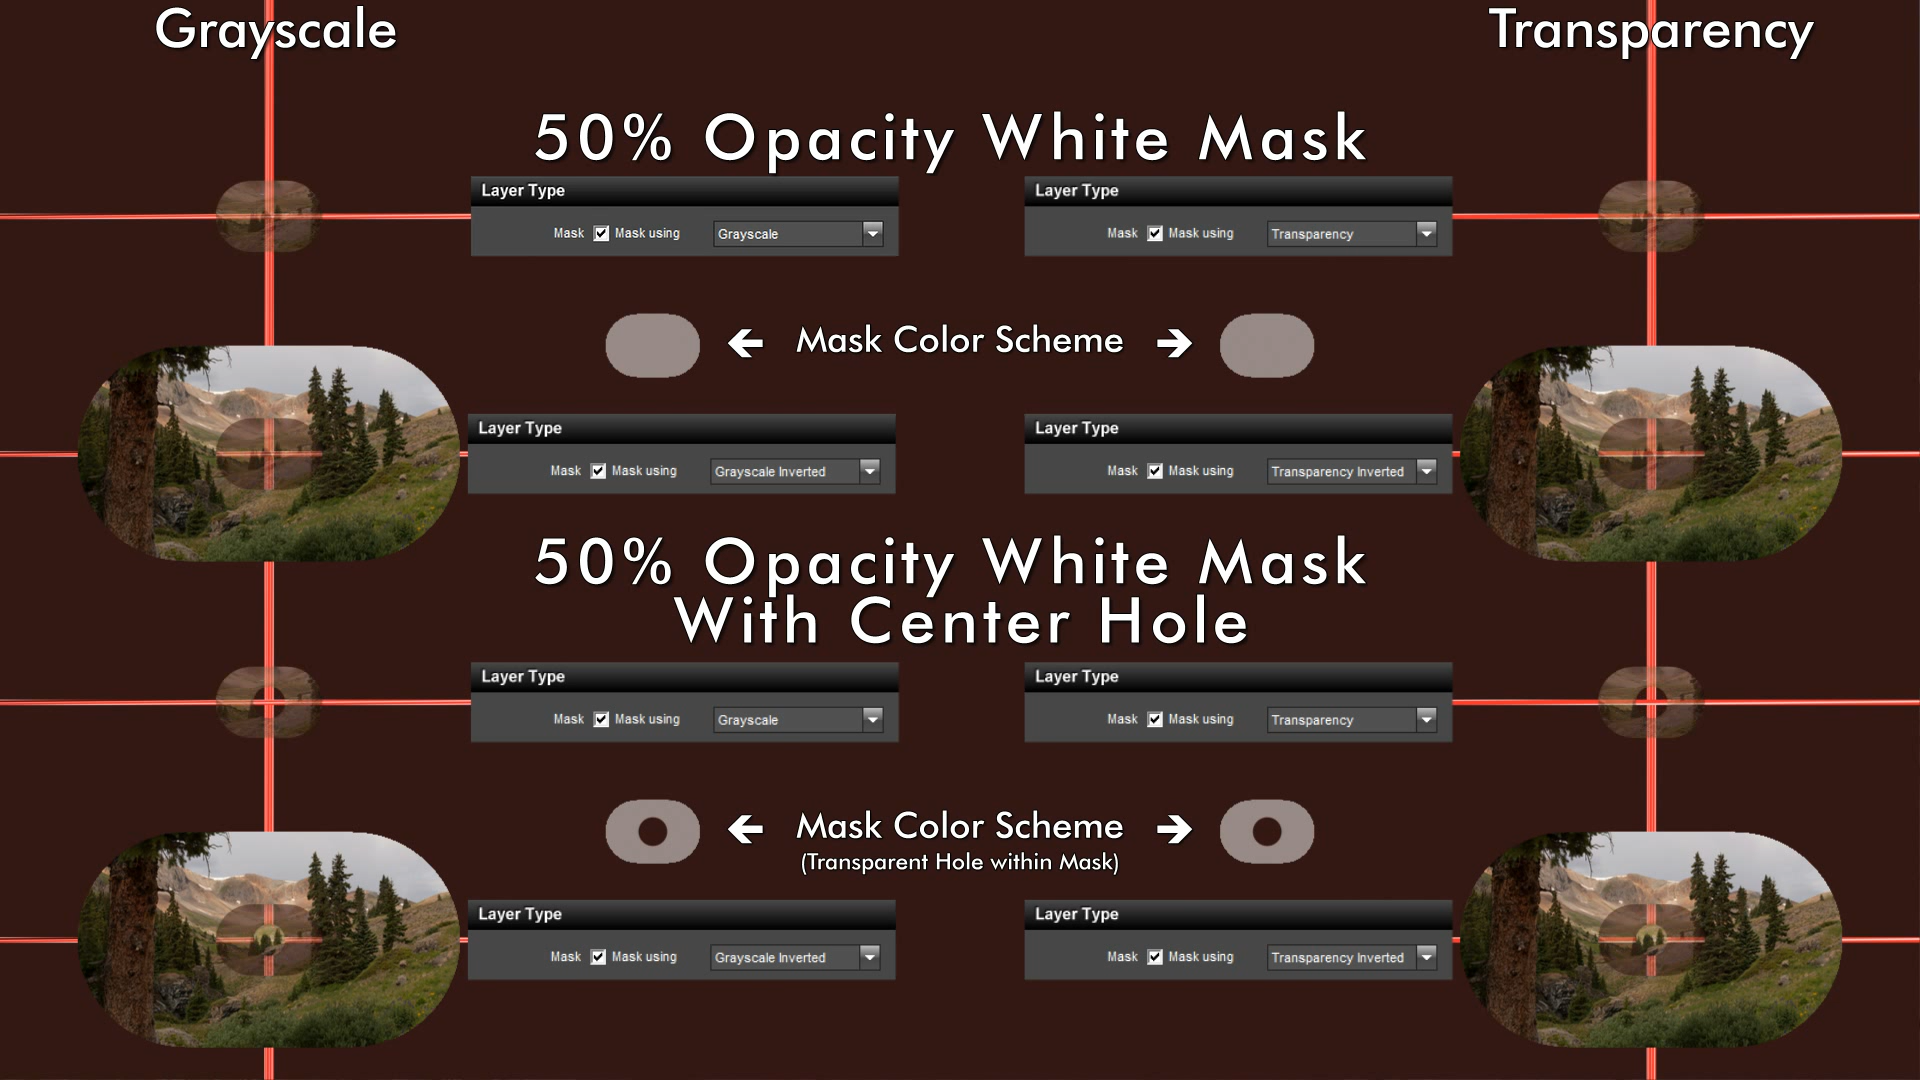 Grayscale
Transparency
50% Opacity White Mask
Layer Type
Mask Mask using Grayscale
Layer Type
Mask Mask using Transparency
Mask Color Scheme
Layer Type
Mask Mask using Grayscale Inverted
Layer Type
Mask Mask using Transparency Inverted
50% Opacity White Mask
With Center Hole
Layer Type
Mask Mask using Grayscale
Layer Type
Mask Mask using Transparency
Mask Color Scheme
(Transparent Hole within Mask)
Layer Type
Mask Mask using Grayscale Inverted
Layer Type
Mask Mask using Transparency Inverted